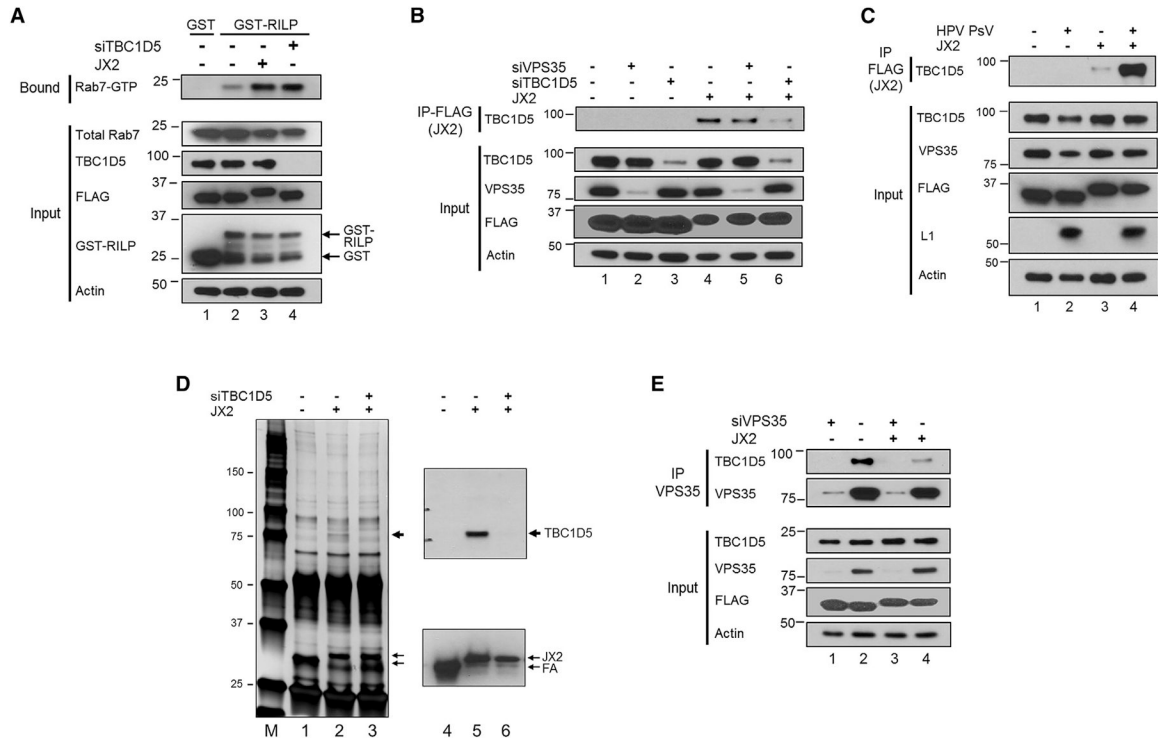 A
GST GST-RILP
siTBC1D5 - - - +
JX2 - - + -
Bound Rab7-GTP 25
Total Rab7 25
TBC1D5 100
FLAG 37
37
Input GST-RILP GST-RILP
25 GST
50
Actin
1 2 3 4
B
siVPS35 - + - - + -
siTBC1D5 - - + - - +
JX2 - - - + + +
IP-FLAG (JX2) TBC1D5 100
TBC1D5 100
VPS35 75
Input
37
FLAG
50
Actin
1 2 3 4 5 6
C
HPV PsV - + - +
JX2 - - + +
IP FLAG (JX2) TBC1D5 100
TBC1D5 100
VPS35 75
Input FLAG 37
L1 50
50
Actin
1 2 3 4
D
siTBC1D5 - - + - - +
JX2 - + + - + +
150
100
75 TBC1D5
50
37
JX2
FA
25
M 1 2 3 4 5 6
E
siVPS35 + - + -
JX2 - - + +
IP VPS35 TBC1D5 100
VPS35 75
TBC1D5 25
VPS35 75
Input FLAG 37
50
Actin
1 2 3 4